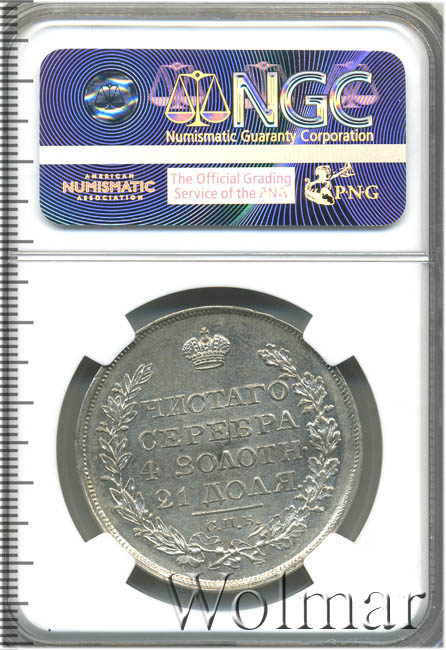 NGC
Numismatic Guaranty Corporation
AMERICAN
NUMISMATIC
ASSOCIATION
The Official Grading
Service of the PNG
PNG
ЧИСТАГО
СЕРЕБРА
4 ЗОЛОТН.
21 ДОЛЯ
С.П.Б.
Wolmar